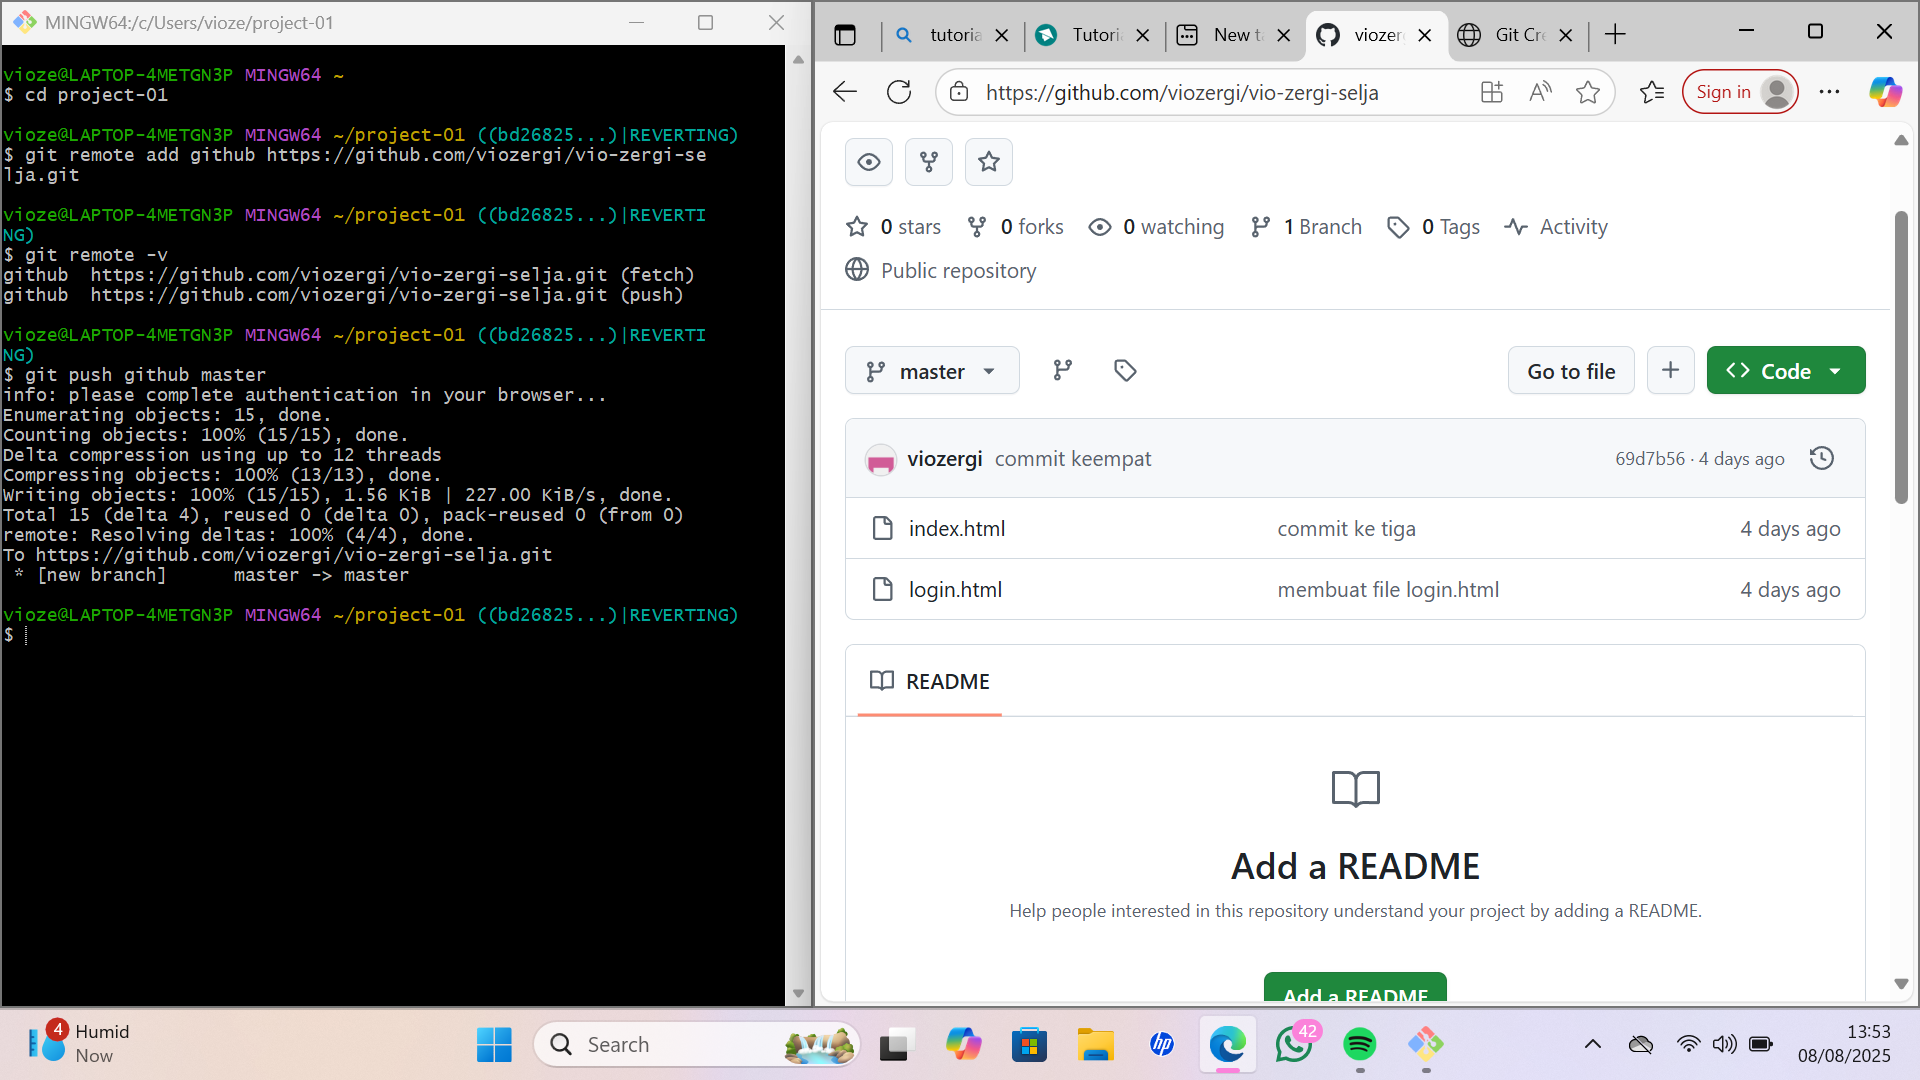 MINGW64:/c/Users/vioze/project-01
vioze@LAPTOP-4METGN3P MINGW64 ~
$ cd project-01
vioze@LAPTOP-4METGN3P MINGW64 ~/project-01 ((bd26825...)|REVERTING)
$ git remote add github https://github.com/viozergi/vio-zergi-se
lja.git
vioze@LAPTOP-4METGN3P MINGW64 ~/project-01 ((bd26825...)|REVERTI
NG)
$ git remote -v
github  https://github.com/viozergi/vio-zergi-selja.git (fetch)
github  https://github.com/viozergi/vio-zergi-selja.git (push)
vioze@LAPTOP-4METGN3P MINGW64 ~/project-01 ((bd26825...)|REVERTI
NG)
$ git push github master
info: please complete authentication in your browser...
Enumerating objects: 15, done.
Counting objects: 100% (15/15), done.
Delta compression using up to 12 threads
Compressing objects: 100% (13/13), done.
Writing objects: 100% (15/15), 1.56 KiB | 227.00 KiB/s, done.
Total 15 (delta 4), reused 0 (delta 0), pack-reused 0 (from 0)
remote: Resolving deltas: 100% (4/4), done.
To https://github.com/viozergi/vio-zergi-selja.git
 * [new branch]      master -> master
vioze@LAPTOP-4METGN3P MINGW64 ~/project-01 ((bd26825...)|REVERTING)
$
tutoria Tutori New ta viozerg Git Cre
https://github.com/viozergi/vio-zergi-selja
Sign in
0 stars 0 forks 0 watching 1 Branch 0 Tags Activity
Public repository
master Go to file Code
viozergi commit keempat 69d7b56 · 4 days ago
index.html commit ke tiga 4 days ago
login.html membuat file login.html 4 days ago
README
Add a README
Help people interested in this repository understand your project by adding a README.
Add a README
4 Humid
Now
Search
hp
42
13:53
08/08/2025